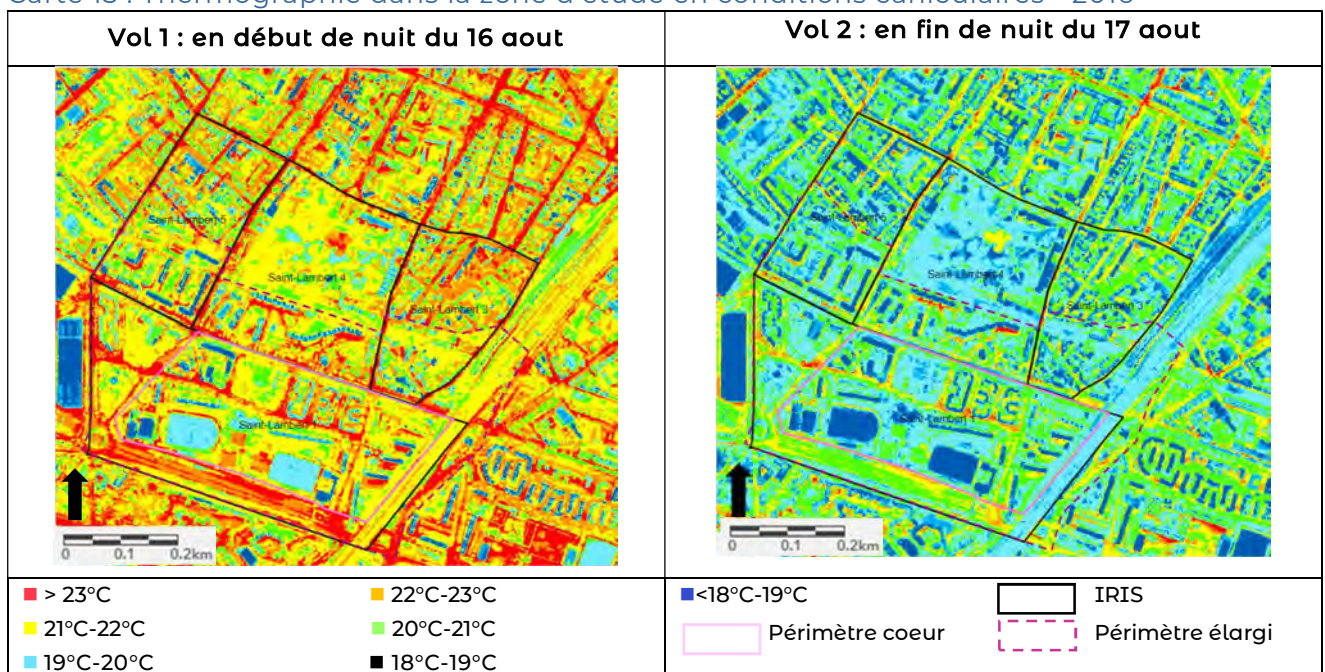 Vol 1 : en début de nuit du 16 aout
Vol 2 : en fin de nuit du 17 aout
Saint-Lambert 5
Saint-Lambert 4
Saint-Lambert 3
Saint-Lambert 1
0 0.1 0.2km
Saint-Lambert 5
Saint-Lambert 4
Saint-Lambert 3
Saint-Lambert 1
0 0.1 0.2km
> 23°C
22°C-23°C
21°C-22°C
20°C-21°C
19°C-20°C
18°C-19°C
<18°C-19°C
IRIS
Périmètre coeur
Périmètre élargi